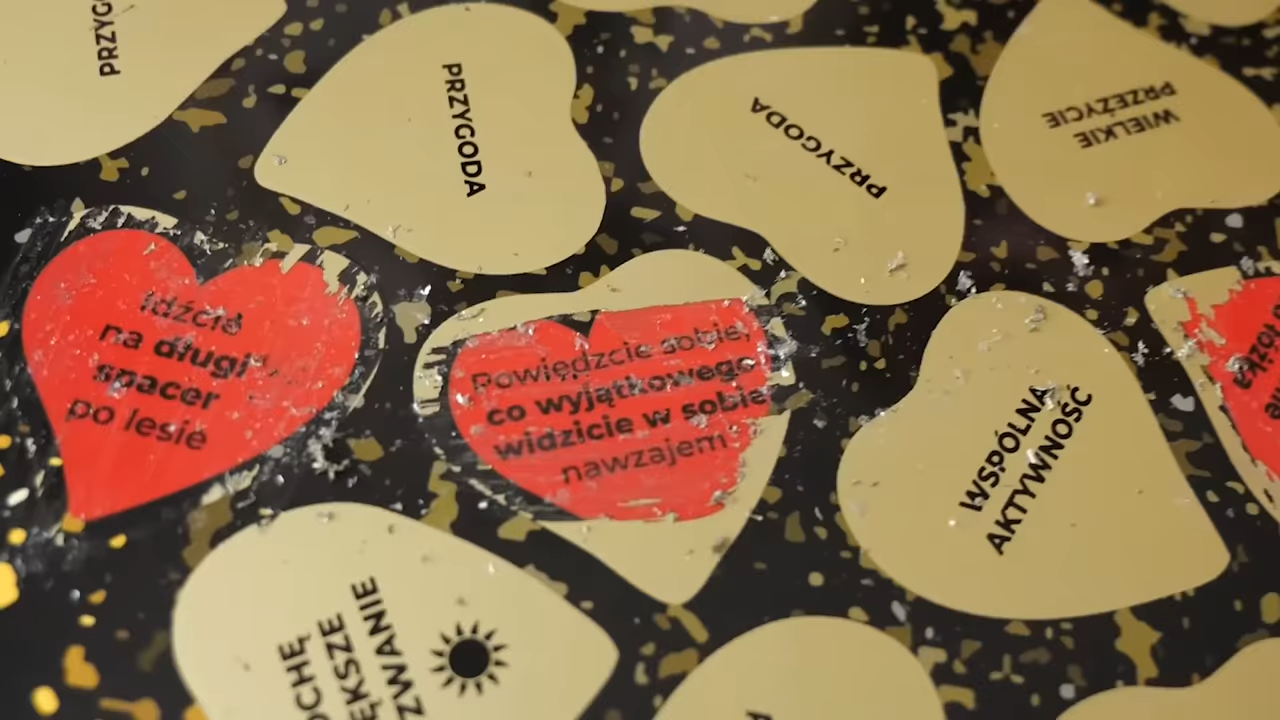 PRZYGODA
PRZYGODA
WIELKIE
PRZEŻYCIE
Idźcie
na długi
spacer
po lesie
Powiedzcie sobie,
co wyjątkowego
widzicie w sobie
nawzajem
WSPÓLNA
AKTYWNOŚĆ